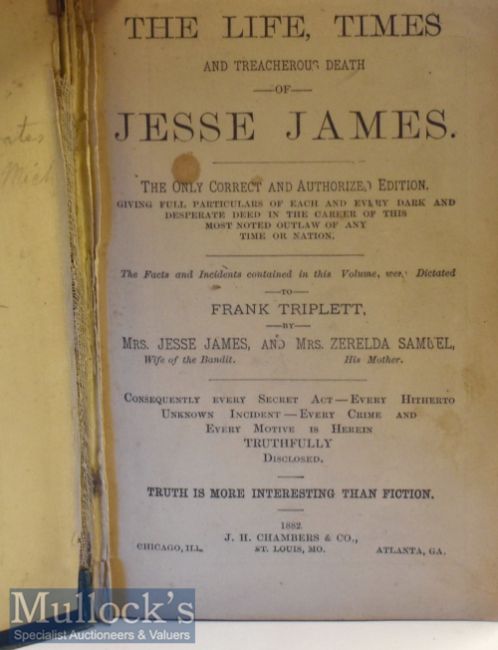 THE LIFE, TIMES
AND TREACHEROUS DEATH
—OF—
JESSE JAMES.
THE ONLY CORRECT AND AUTHORIZED EDITION.
GIVING FULL PARTICULARS OF EACH AND EVERY DARK AND
DESPERATE DEED IN THE CAREER OF THIS
MOST NOTED OUTLAW OF ANY
TIME OR NATION.
The Facts and Incidents contained in this Volume, were Dictated
—TO—
FRANK TRIPLETT,
—BY—
MRS. JESSE JAMES, AND MRS. ZERELDA SAMUEL,
Wife of the Bandit. His Mother.
CONSEQUENTLY EVERY SECRET ACT—EVERY HITHERTO
UNKNOWN INCIDENT—EVERY CRIME AND
EVERY MOTIVE IS HEREIN
TRUTHFULLY
DISCLOSED.
TRUTH IS MORE INTERESTING THAN FICTION.
1882.
J. H. CHAMBERS & CO.,
CHICAGO, ILL. ST. LOUIS, MO. ATLANTA, GA.
Mich
Mullock's
Specialist Auctioneers & Valuers